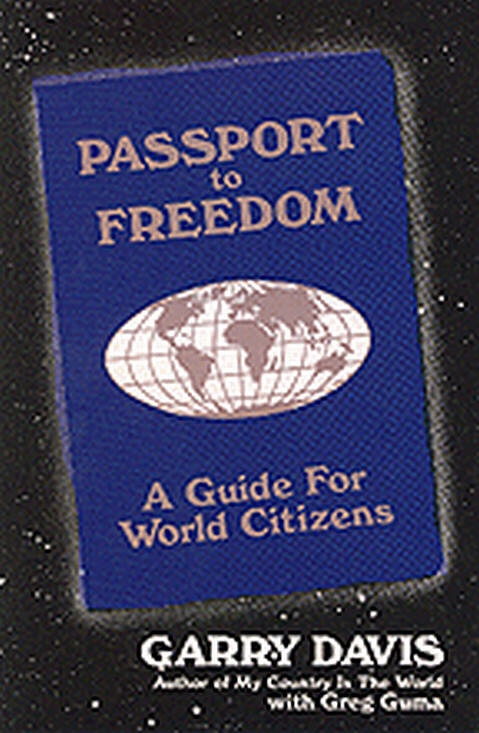 PASSPORT
to
FREEDOM
A Guide For
World Citizens
GARRY DAVIS
Author of My Country Is The World
with Greg Guma